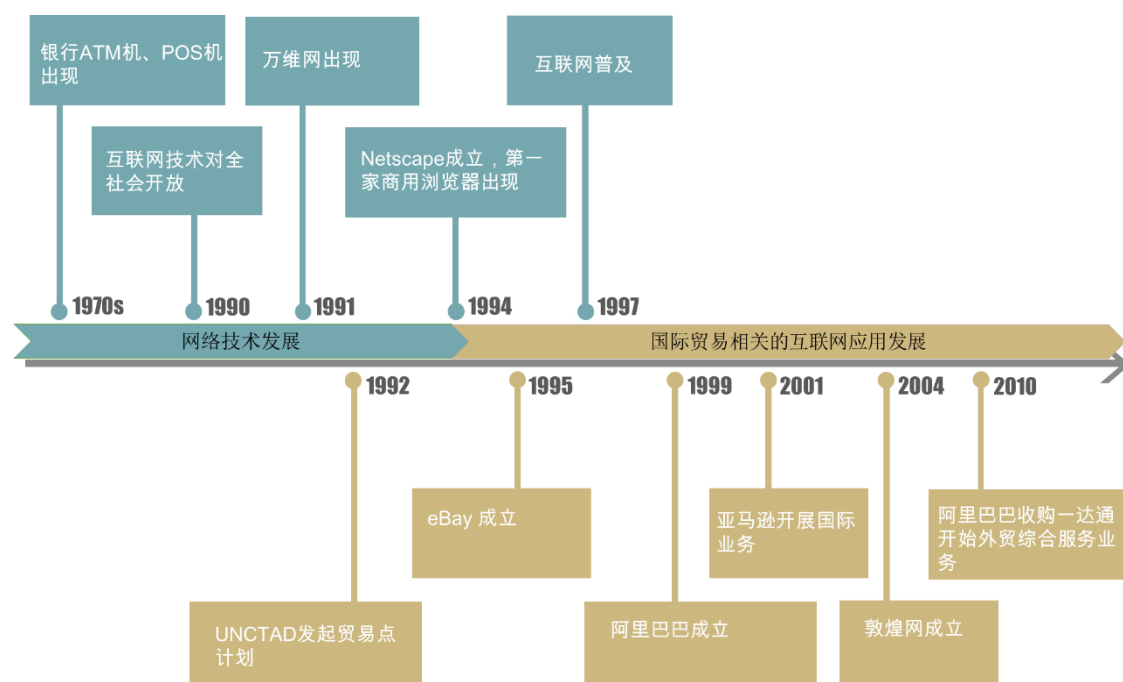 银行ATM机、POS机
出现
万维网出现
互联网普及
互联网技术对全
社会开放
Netscape成立，第一
家商用浏览器出现
1970s
1990
1991
1994
1997
网络技术发展
国际贸易相关的互联网应用发展
1992
1995
1999
2001
2004
2010
eBay 成立
亚马逊开展国际
业务
阿里巴巴收购一达通
开始外贸综合服务业
务
UNCTAD发起贸易点
计划
阿里巴巴成立
敦煌网成立